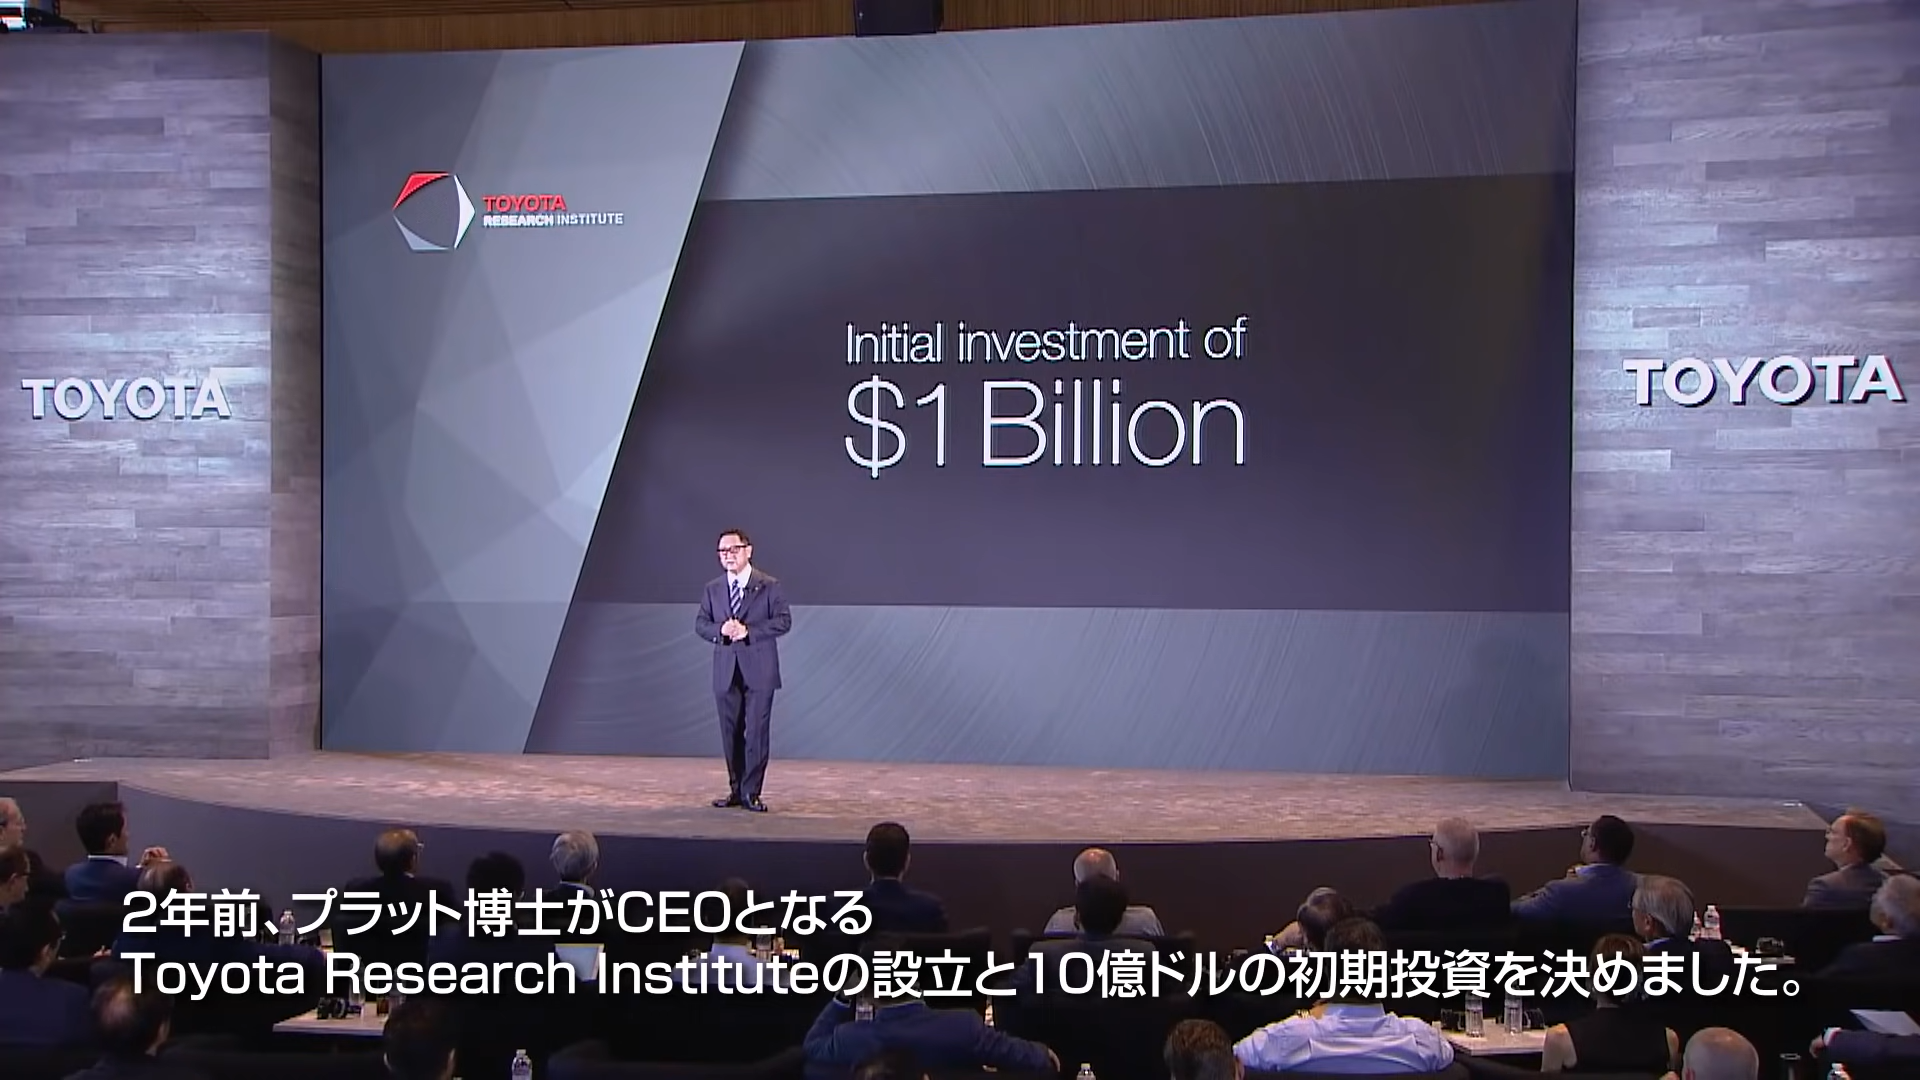 TOYOTA
RESEARCH INSTITUTE
Initial investment of
$1 Billion
TOYOTA
TOYOTA
2年前、プラット博士がCEOとなる
Toyota Research Instituteの設立と10億ドルの初期投資を決めました。